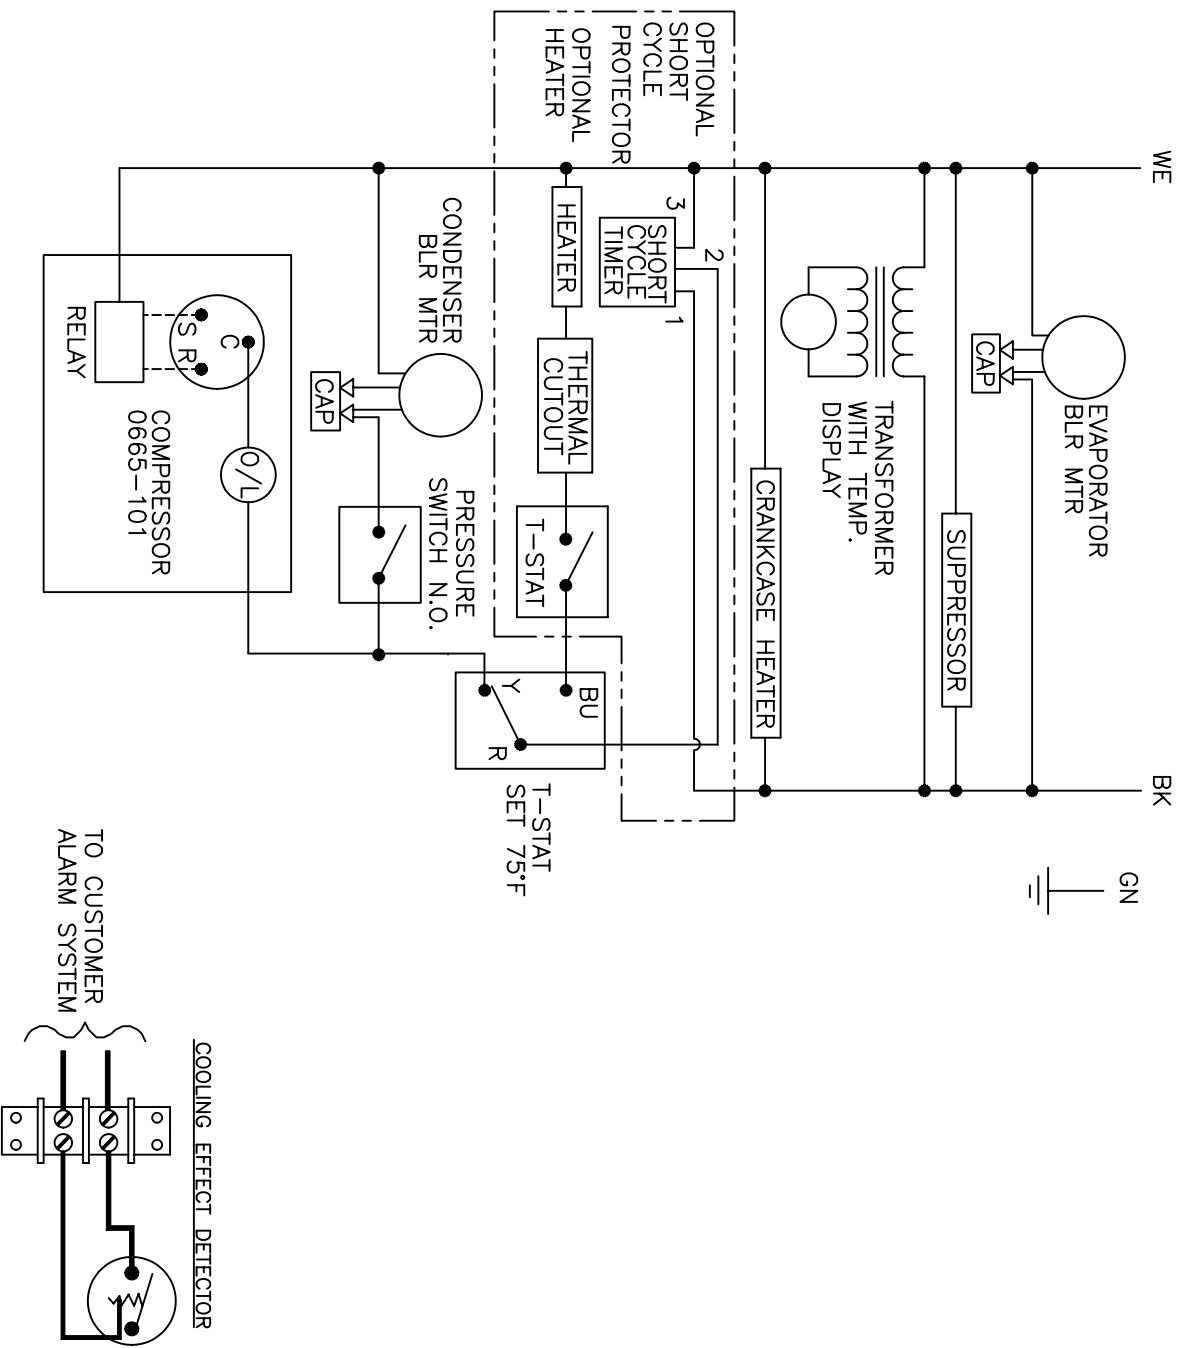 WE
BK
GN
EVAPORATOR
BLR MTR
CAP
SUPPRESSOR
TRANSFORMER
WITH TEMP.
DISPLAY
CRANKCASE HEATER
OPTIONAL
SHORT
CYCLE
PROTECTOR
OPTIONAL
HEATER
3
2
1
SHORT
CYCLE
TIMER
HEATER
THERMAL
CUTOUT
T-STAT
BU
Y
R
T-STAT
SET 75°F
CONDENSER
BLR MTR
CAP
PRESSURE
SWITCH N.O.
C
S R
O/L
RELAY
COMPRESSOR
0665-101
COOLING EFFECT DETECTOR
TO CUSTOMER
ALARM SYSTEM